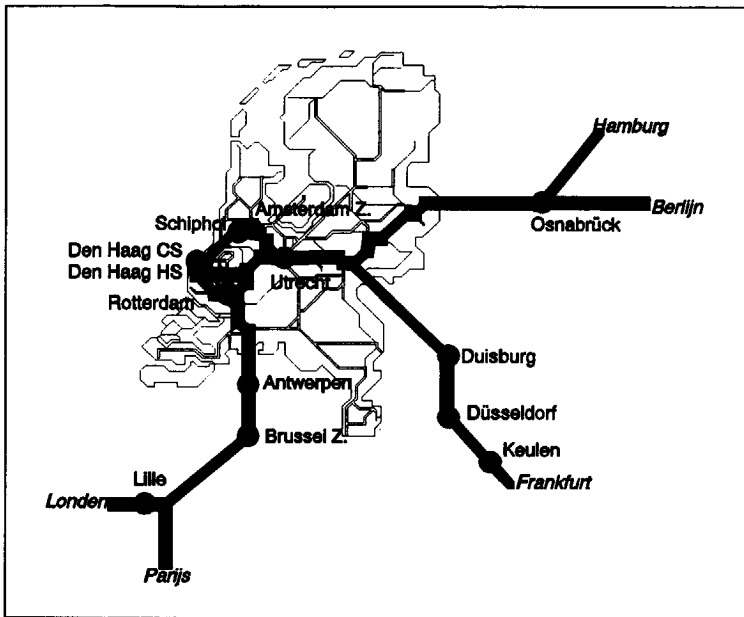 Hamburg
Berlijn
Osnabrück
Amsterdam Z.
Schiphol
Den Haag CS
Den Haag HS
Utrecht
Rotterdam
Duisburg
Antwerpen
Düsseldorf
Brussel Z.
Keulen
Lille
Frankfurt
Londen
Parijs